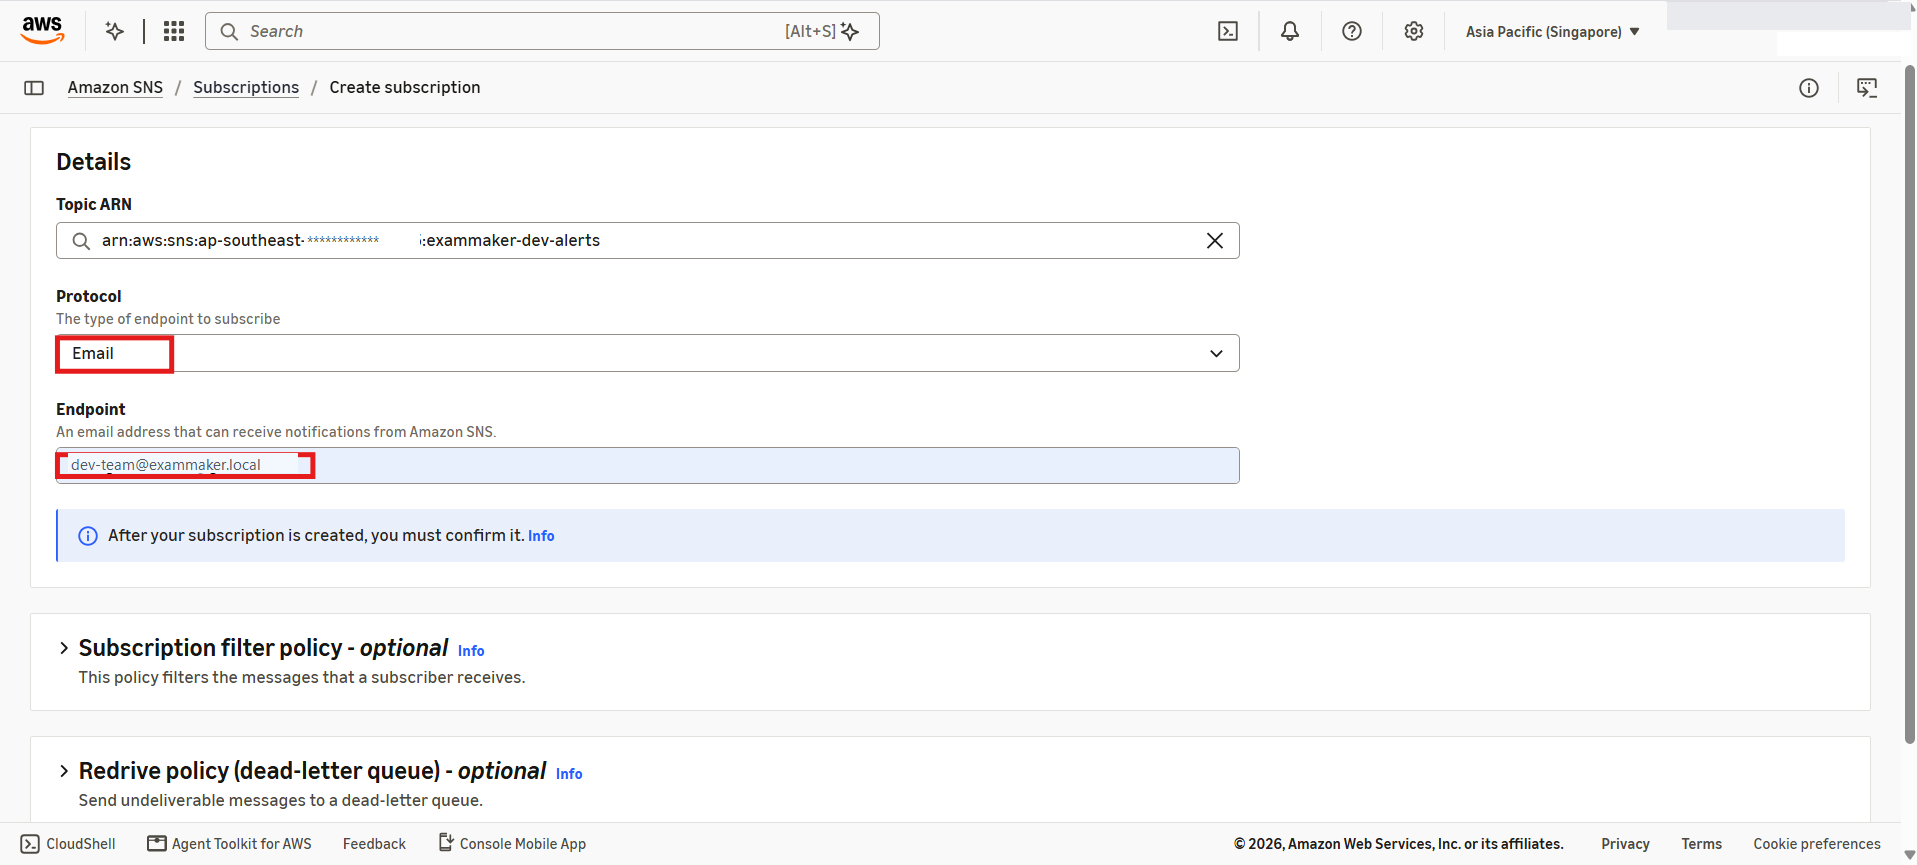 aws
Search [Alt+S]
Asia Pacific (Singapore)
Amazon SNS / Subscriptions / Create subscription
Details
Topic ARN
arn:aws:sns:ap-southeast-************ :exammaker-dev-alerts
Protocol
The type of endpoint to subscribe
Email
Endpoint
An email address that can receive notifications from Amazon SNS.
dev-team@exammaker.local
After your subscription is created, you must confirm it. Info
Subscription filter policy - optional Info
This policy filters the messages that a subscriber receives.
Redrive policy (dead-letter queue) - optional Info
Send undeliverable messages to a dead-letter queue.
CloudShell Agent Toolkit for AWS Feedback Console Mobile App © 2026, Amazon Web Services, Inc. or its affiliates. Privacy Terms Cookie preferences